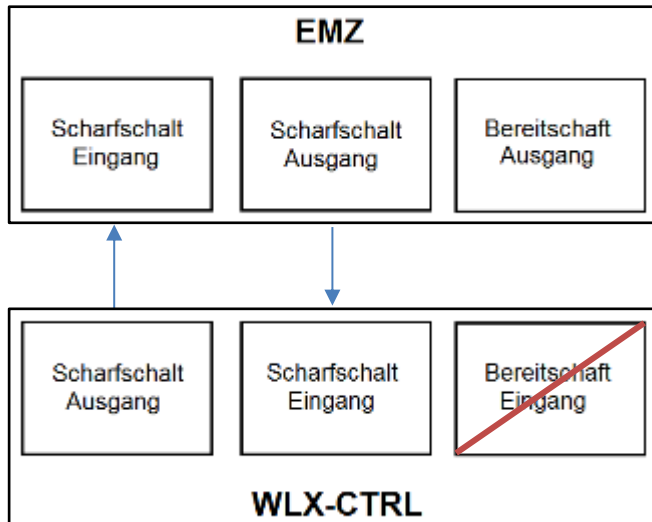 EMZ
Scharfschalt
Eingang
Scharfschalt
Ausgang
Bereitschaft
Ausgang
Scharfschalt
Ausgang
Scharfschalt
Eingang
Bereitschaft
Eingang
WLX-CTRL